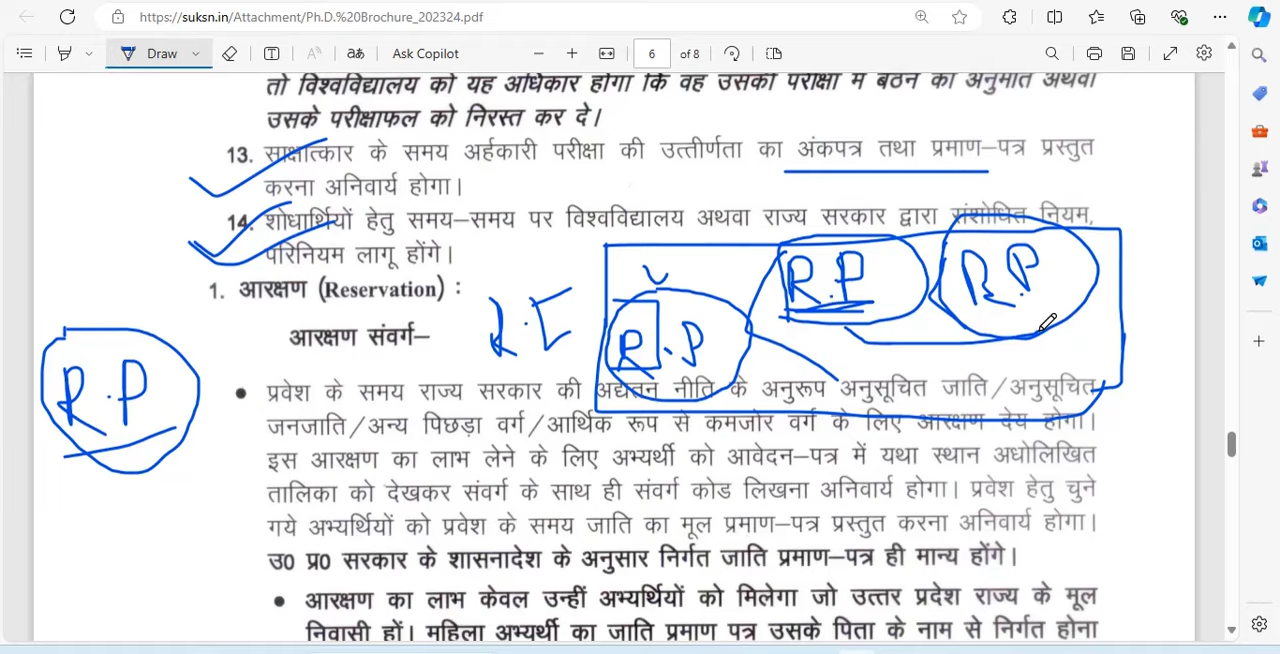 https://suksn.in/Attachment/Ph.D.%20Brochure_202324.pdf
Draw
aあ
Ask Copilot
6 of 8
तो विश्वविद्यालय को यह अधिकार होगा कि वह उसको परीक्षा में बैठने की अनुमति अथवा
उसके परीक्षाफल को निरस्त कर दे।
13. साक्षात्कार के समय अर्हकारी परीक्षा की उत्तीर्णता का अंकपत्र तथा प्रमाण–पत्र प्रस्तुत
करना अनिवार्य होगा।
14. शोधार्थियों हेतु समय–समय पर विश्वविद्यालय अथवा राज्य सरकार द्वारा संशोधित नियम,
परिनियम लागू होंगे।
R.P
R.P
1. आरक्षण (Reservation) :
R.E
R.P
आरक्षण संवर्ग–
R.P
• प्रवेश के समय राज्य सरकार की अद्यतन नीति के अनुरूप अनुसूचित जाति/अनुसूचित
जनजाति/अन्य पिछड़ा वर्ग/आर्थिक रूप से कमजोर वर्ग के लिए आरक्षण देय होगा।
इस आरक्षण का लाभ लेने के लिए अभ्यर्थी को आवेदन–पत्र में यथा स्थान अधोलिखित
तालिका को देखकर संवर्ग के साथ ही संवर्ग कोड लिखना अनिवार्य होगा। प्रवेश हेतु चुने
गये अभ्यर्थियों को प्रवेश के समय जाति का मूल प्रमाण–पत्र प्रस्तुत करना अनिवार्य होगा।
उ0 प्र0 सरकार के शासनादेश के अनुसार निर्गत जाति प्रमाण–पत्र ही मान्य होंगे।
• आरक्षण का लाभ केवल उन्हीं अभ्यर्थियों को मिलेगा जो उत्तर प्रदेश राज्य के मूल
निवासी हों। महिला अभ्यर्थी का जाति प्रमाण पत्र उसके पिता के नाम से निर्गत होना